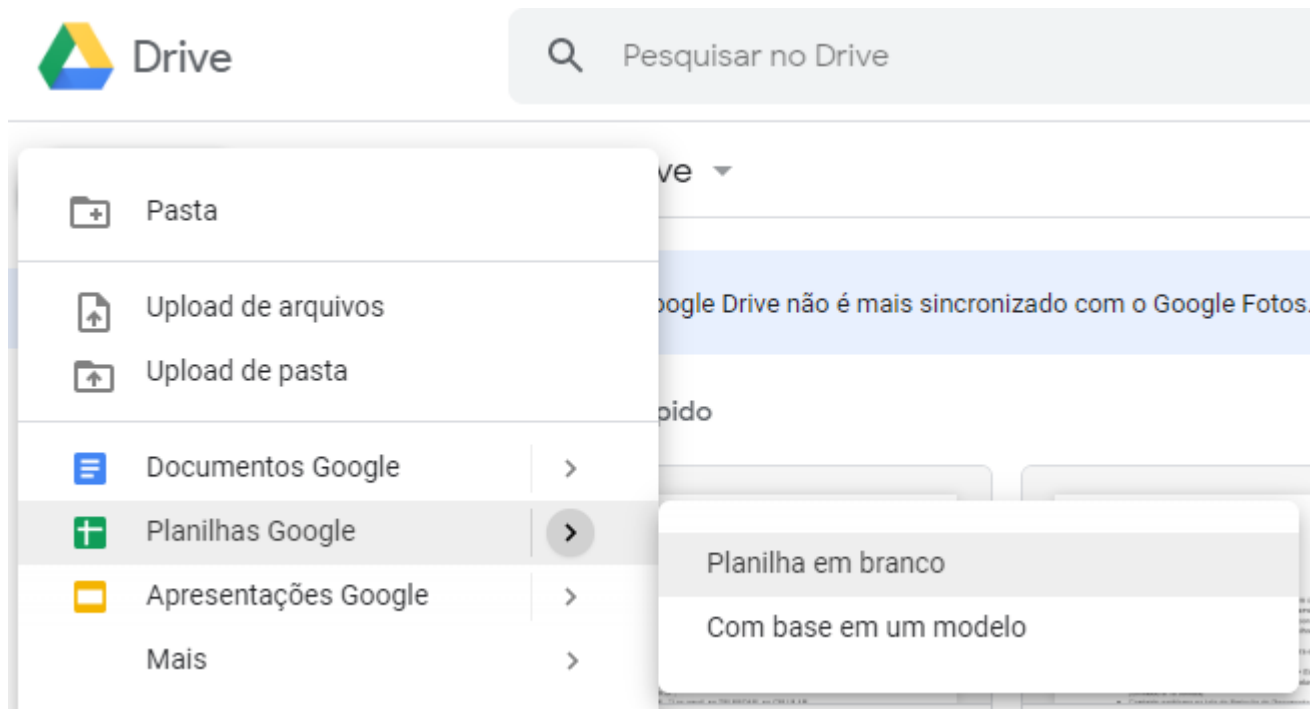 Drive
Pesquisar no Drive
ve
Pasta
Upload de arquivos
oogle Drive não é mais sincronizado com o Google Fotos.
Upload de pasta
pido
Documentos Google
Planilhas Google
Planilha em branco
Apresentações Google
Com base em um modelo
Mais